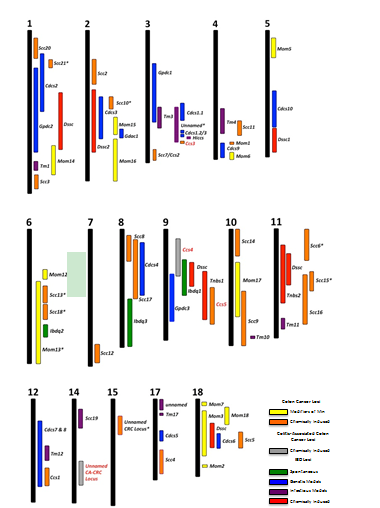 1
2
3
4
5
Scc20
Scc21*
Cdcs2
Gpdc2
Dssc
Tm1
Mom14
Scc3
Scc2
Scc10*
Cdcs3
Mom15
Gdac1
Dssc2
Mom16
Gpdc1
Tm3
Cdcs1.1
Unnamed*
Cdcs1.2/3
Hiccs
Ccs3
Scc7/Ccs2
Tm4
Scc11
Mom1
Cdcs9
Mom6
Mom5
Cdcs10
Dssc1
6
7
8
9
10
11
Mom12
Scc13*
Scc18*
Ibdq2
Mom13*
Scc12
Scc8
Cdcs4
Scc17
Ibdq3
Ccs4
Dssc
Ibdq1
Tnbs1
Gpdc3
Ccs5
Scc14
Mom17
Scc9
Tm10
Scc6*
Dssc
Scc15*
Tnbs2
Scc16
Tm11
12
14
15
17
18
Cdcs7 & 8
Tm12
Ccs1
Scc19
Unnamed
CA-CRC
Locus
Unnamed
CRC Locus*
unnamed
Tm17
Cdcs5
Scc4
Mom7
Mom3
Mom18
Dssc
Cdcs6
Scc5
Mom2
Colon Cancer Loci
Modifiers of Min
Chemically Induced
Colitis-Associated Colon
Cancer Loci
Chemically Induced
IBD Loci
Spontaneous
Genetic Models
Infectious Models
Chemically Induced